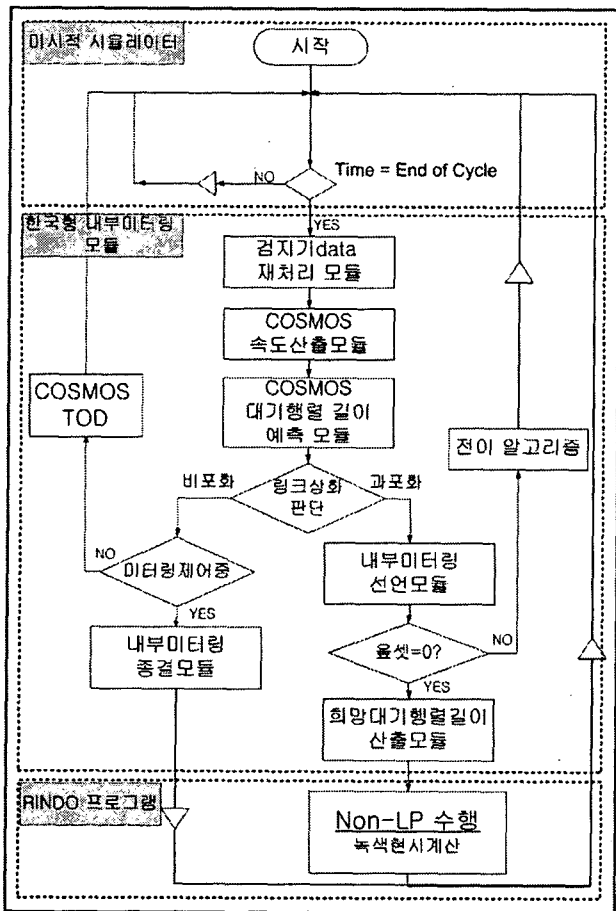 미시적 시뮬레이터
시작
NO
Time = End of Cycle
YES
한국형 내부미터링
모듈
검지기data
재처리 모듈
COSMOS
속도산출모듈
COSMOS
대기행렬 길이
예측 모듈
COSMOS
TOD
전이 알고리즘
비포화
링크상화
판단
과포화
NO
미터링제어중
YES
내부미터링
선언모듈
내부미터링
종결모듈
옵셋=0?
NO
YES
희망대기행렬길이
산출모듈
RINDO 프로그램
Non-LP 수행
녹색현시계산